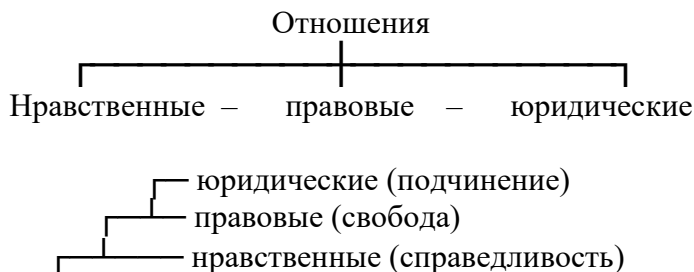 Отношения
Нравственные – правовые – юридические
юридические (подчинение)
правовые (свобода)
нравственные (справедливость)